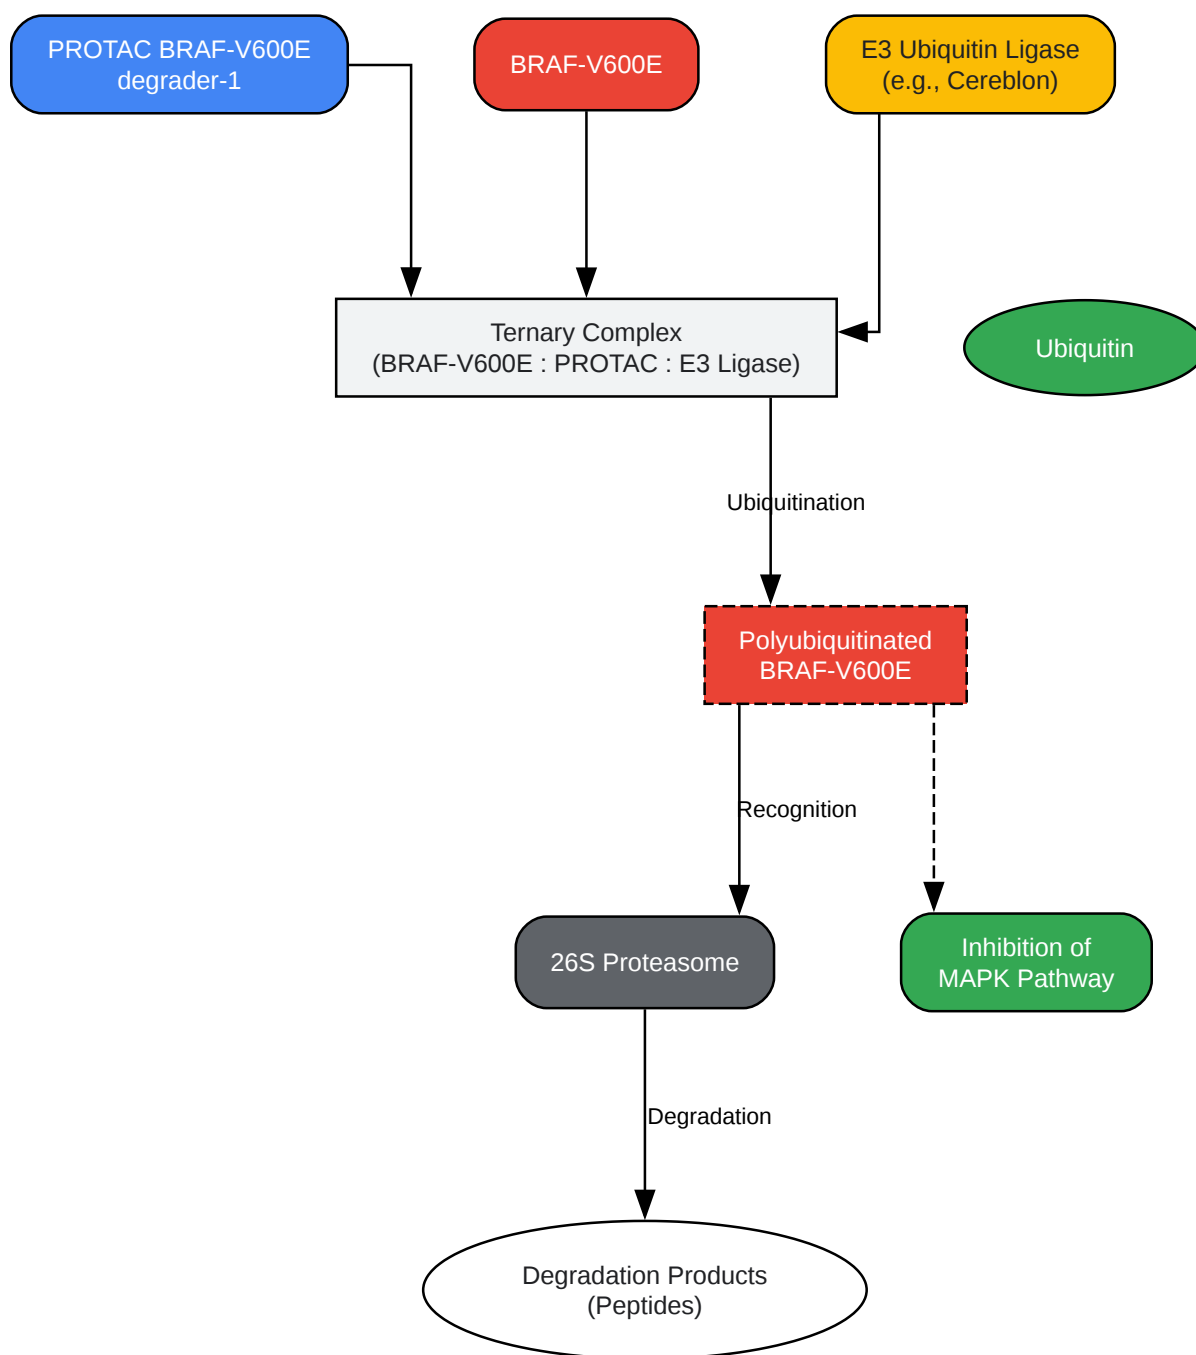 PROTAC BRAF-V600E
degrader-1
BRAF-V600E
E3 Ubiquitin Ligase
(e.g., Cereblon)
Ternary Complex
(BRAF-V600E : PROTAC : E3 Ligase)
Ubiquitin
Ubiquitination
Polyubiquitinated
BRAF-V600E
Recognition
26S Proteasome
Inhibition of
MAPK Pathway
Degradation
Degradation Products
(Peptides)